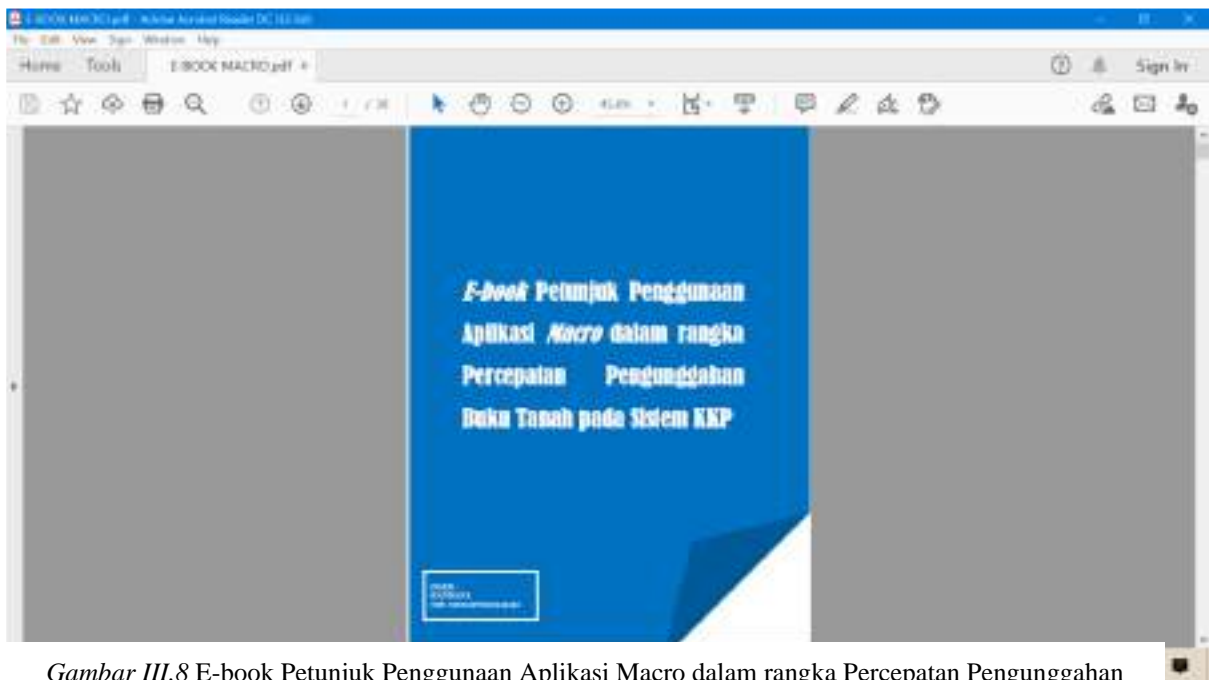 E-BOOK MACRO.pdf - Adobe Acrobat Reader DC (32-bit)
File Edit View Sign Window Help
Home Tools E-BOOK MACRO.pdf × Sign In
E-book Petunjuk Penggunaan
Aplikasi Macro dalam rangka
Percepatan Pengunggahan
Buku Tanah pada Sistem KKP
Gambar III.8 E-book Petunjuk Penggunaan Aplikasi Macro dalam rangka Percepatan Pengunggahan